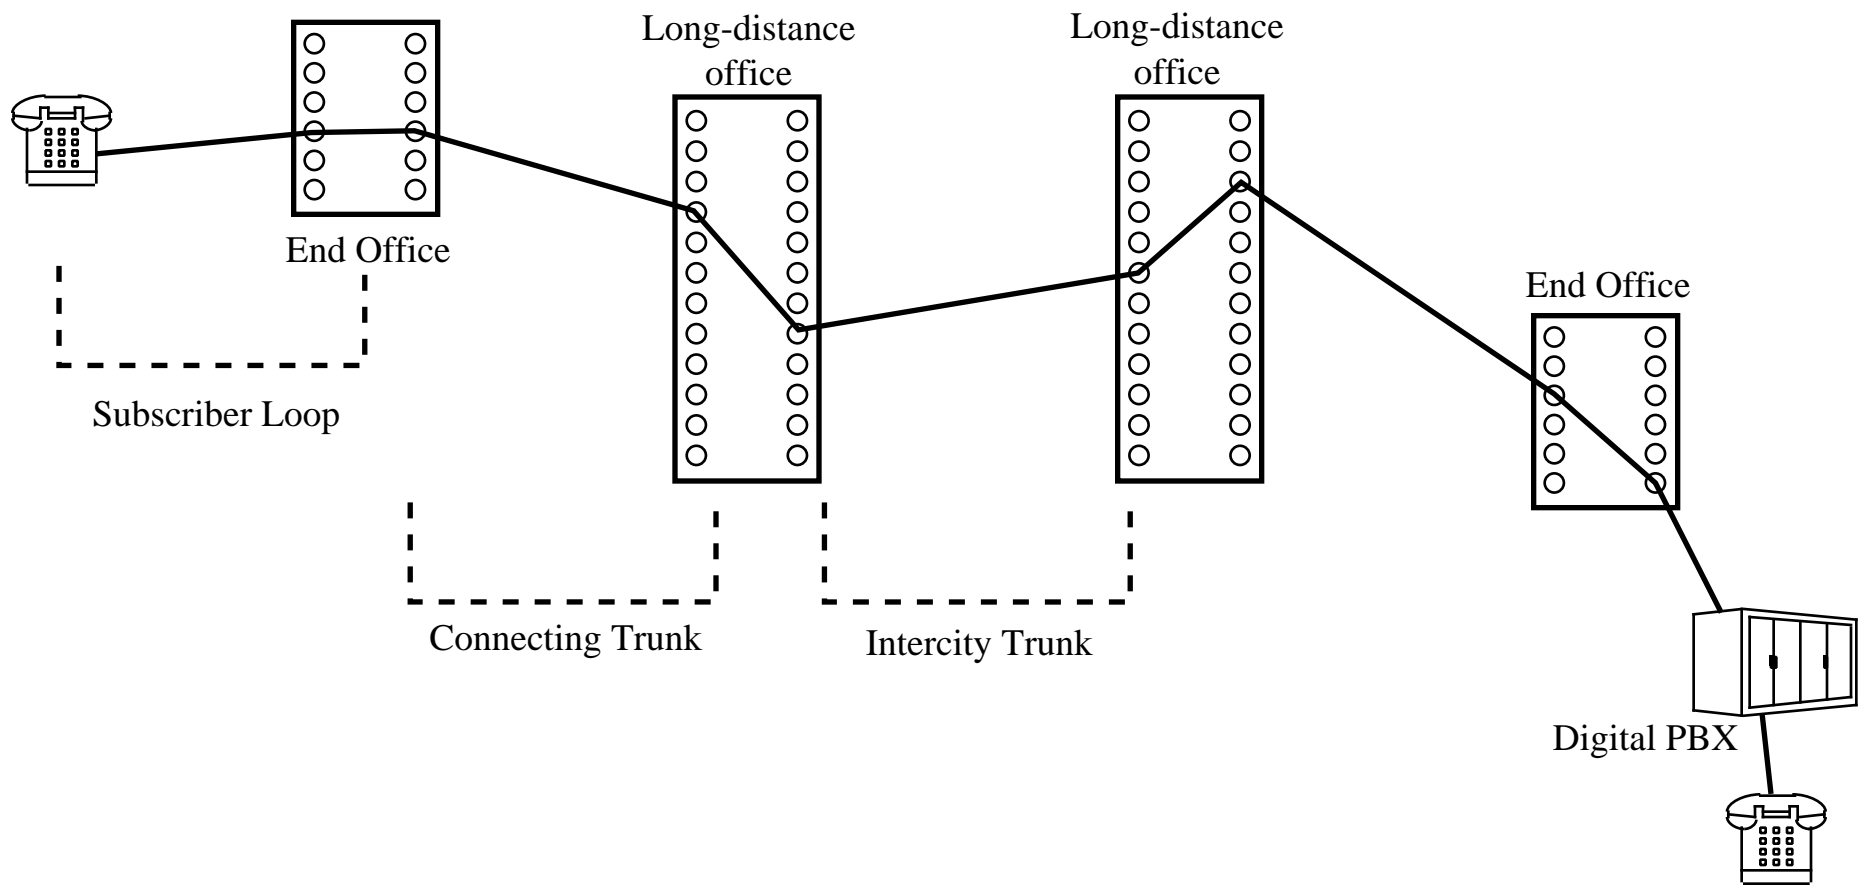 Long-distance
office
Long-distance
office
End Office
End Office
Subscriber Loop
Connecting Trunk
Intercity Trunk
Digital PBX